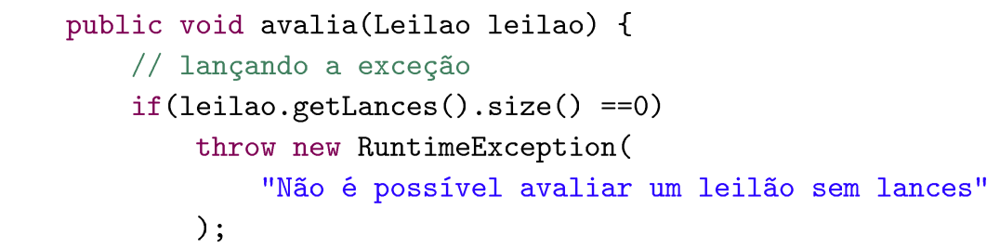 public void avalia(Leilao leilao) {
// lançando a exceção
if(leilao.getLances().size() ==0)
throw new RuntimeException(
"Não é possível avaliar um leilão sem lances"
);